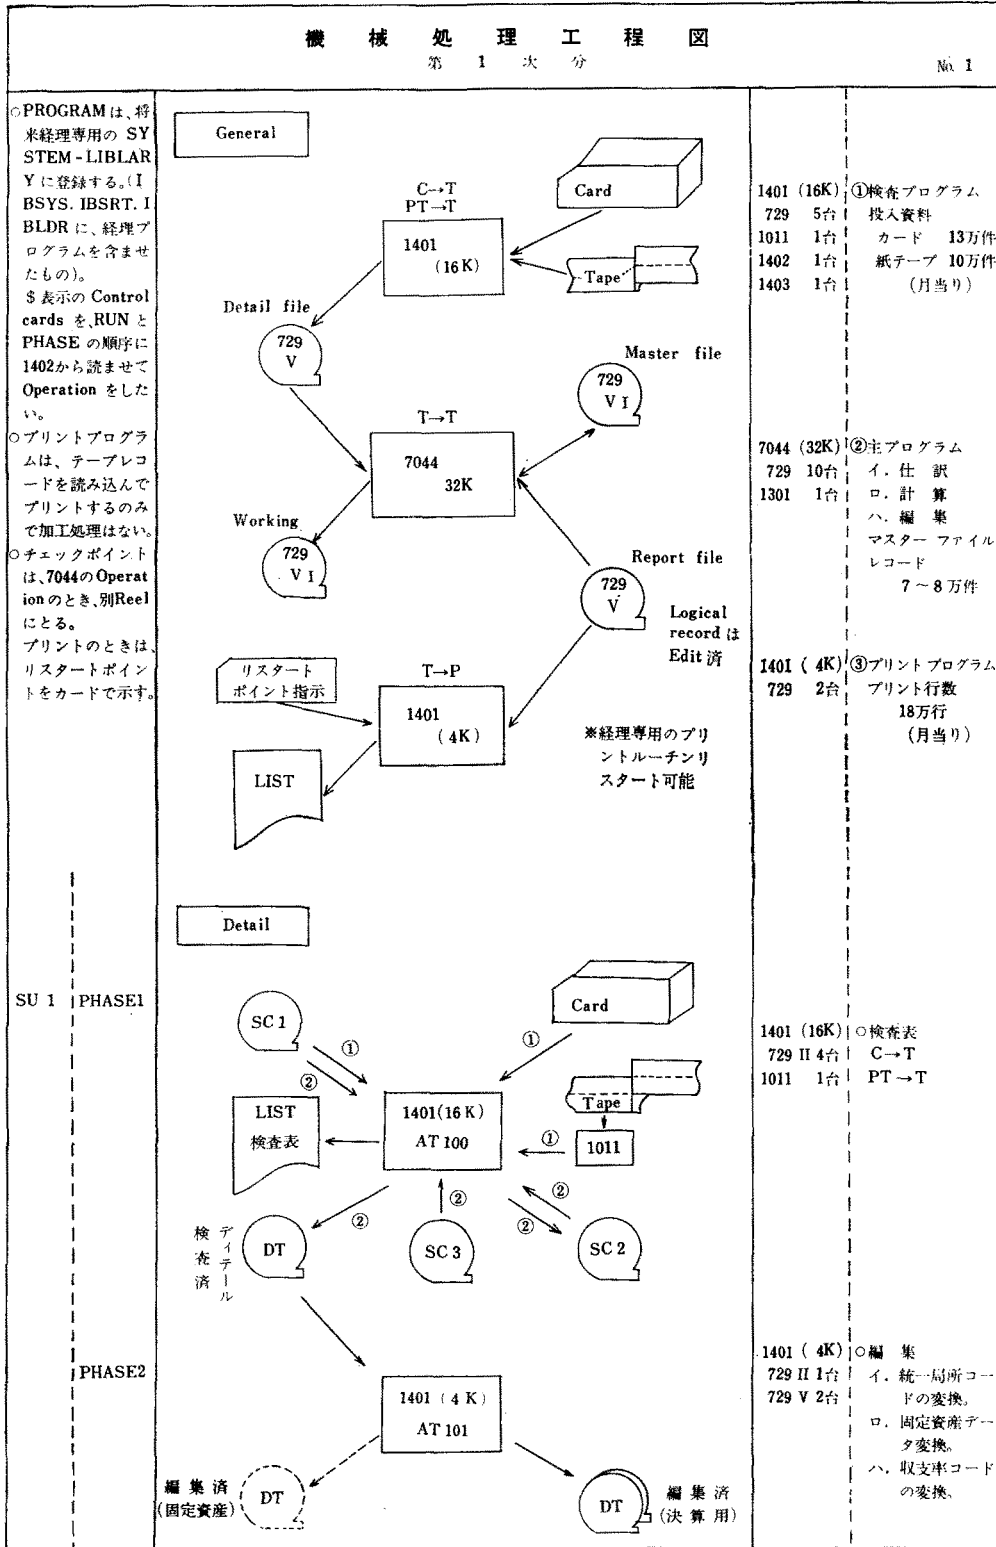 機械処理工程図
第1次分
No. 1
○PROGRAMは、将
来経理専用の SY
STEM-LIBLAR
Yに登録する。(I
BSYS. IBSRT. I
BLDR に、経理プ
ログラムを含ませ
たもの)。
$表示の Control
cards を、RUN と
PHASE の順序に
1402から読ませて
Operation をした
い。
○プリントプログラ
ムは、テープレコ
ードを読み込んで
プリントするのみ
で加工処理はない。
○チェックポイント
は、7044のOperat
ionのとき、別Reel
にとる。
プリントのときは、
リスタートポイン
トをカードで示す。
General
C→T
PT→T
1401
(16K)
Card
Tape
Detail file
729
V
Master file
729
VI
T→T
7044
32K
Working
729
VI
Report file
729
V
Logical
record は
Edit 済
リスタート
ポイント指示
T→P
1401
(4K)
LIST
※経理専用のプリ
ントルーチンリ
スタート可能
1401 (16K) ①検査プログラム
729 5台 投入資料
1011 1台 カード 13万件
1402 1台 紙テープ 10万件
1403 1台 (月当り)
7044 (32K) ②主プログラム
729 10台 イ. 仕訳
1301 1台 ロ. 計算
ハ. 編集
マスター ファイル
レコード
7~8万件
1401 ( 4K) ③プリントプログラム
729 2台 プリント行数
18万行
(月当り)
Detail
SU 1 PHASE1
SC 1
①
②
Card
①
Tape
1011
①
LIST
検査表
1401(16K)
AT 100
②
②
②
②
検査済
ディテール
DT
SC 3
SC 2
1401 (16K) ○検査表
729 II 4台 C→T
1011 1台 PT→T
PHASE2
1401 (4K)
AT 101
編集済
(固定資産)
DT
DT
編集済
(決算用)
1401 ( 4K) ○編集
729 II 1台 イ. 統一局所コー
729 V 2台 ドの変換。
ロ. 固定資産デー
タ変換。
ハ. 収支率コード
の変換。